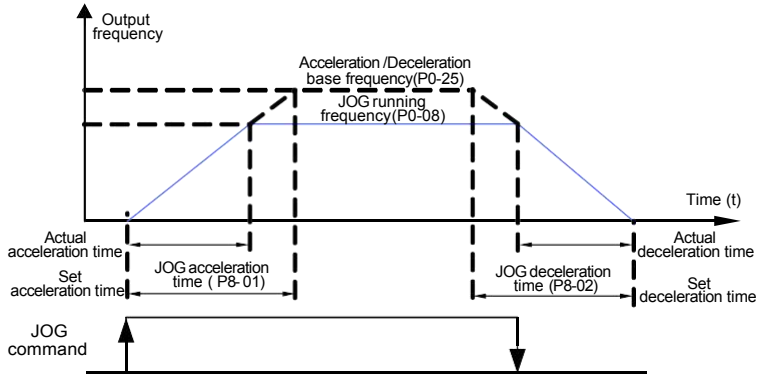 Output
frequency
Acceleration /Deceleration
base frequency(P0-25)
JOG running
frequency(P0-08)
Time (t)
Actual
acceleration time
Actual
deceleration time
JOG acceleration
time ( P8- 01)
JOG deceleration
time (P8-02)
Set
acceleration time
Set
deceleration time
JOG
command